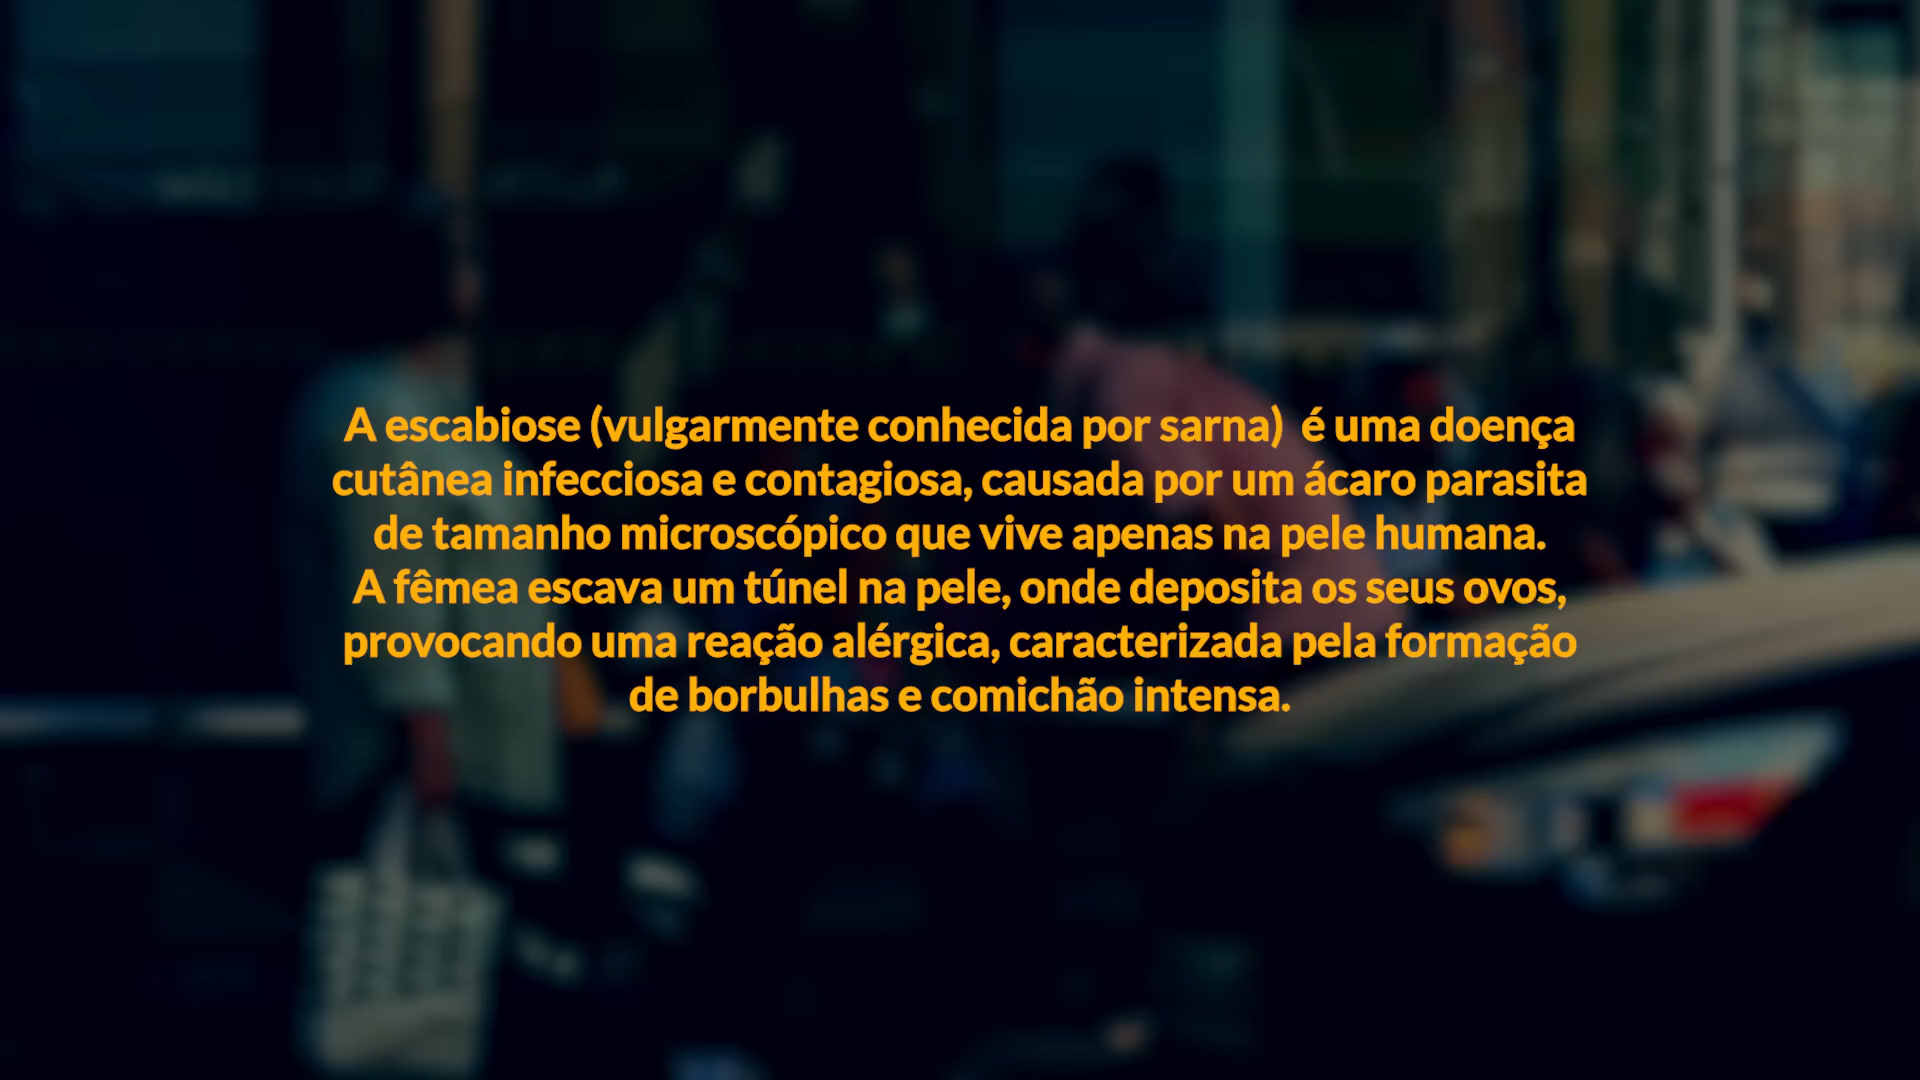 A escabiose (vulgarmente conhecida por sarna)  é uma doença
cutânea infecciosa e contagiosa, causada por um ácaro parasita
de tamanho microscópico que vive apenas na pele humana.
A fêmea escava um túnel na pele, onde deposita os seus ovos,
provocando uma reação alérgica, caracterizada pela formação
de borbulhas e comichão intensa.